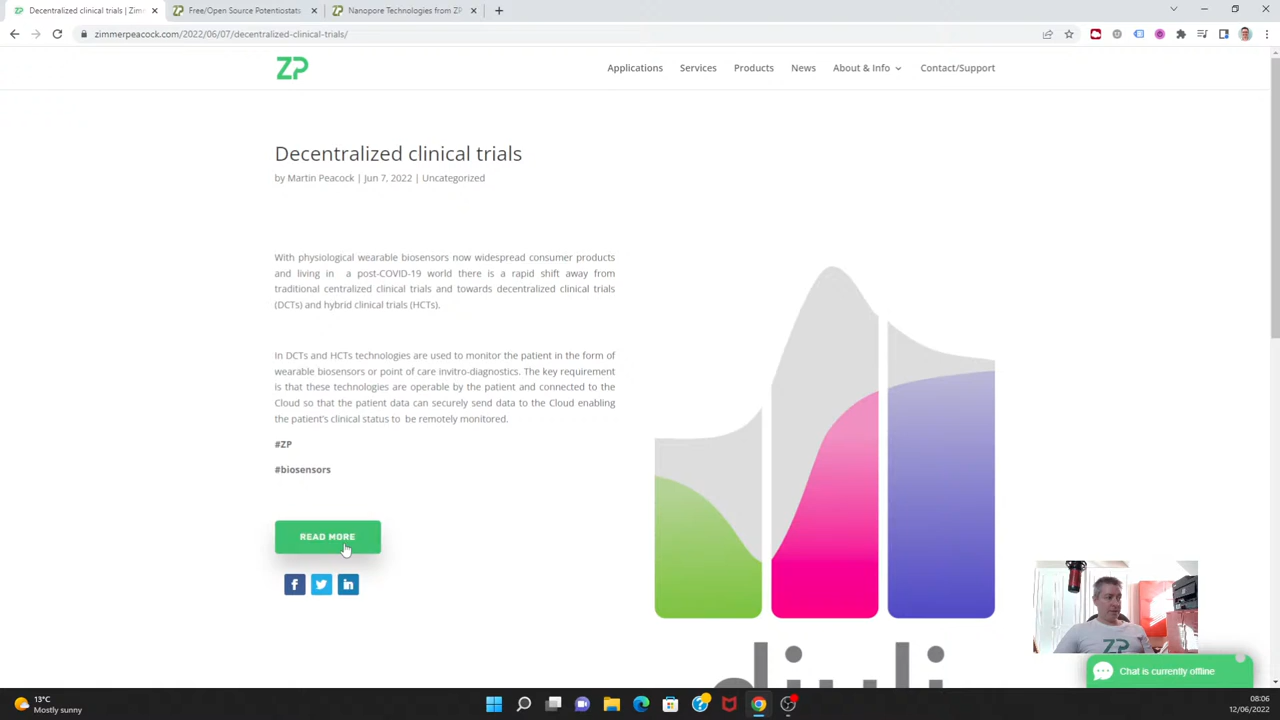 Decentralized clinical trials | Zimm
Free/Open Source Potentiostats
Nanopore Technologies from ZP
zimmerpeacock.com/2022/06/07/decentralized-clinical-trials/
ZP
Applications
Services
Products
News
About & Info
Contact/Support
Decentralized clinical trials
by Martin Peacock | Jun 7, 2022 | Uncategorized
With physiological wearable biosensors now widespread consumer products
and living in a post-COVID-19 world there is a rapid shift away from
traditional centralized clinical trials and towards decentralized clinical trials
(DCTs) and hybrid clinical trials (HCTs).
In DCTs and HCTs technologies are used to monitor the patient in the form of
wearable biosensors or point of care invitro-diagnostics. The key requirement
is that these technologies are operable by the patient and connected to the
Cloud so that the patient data can securely send data to the Cloud enabling
the patient's clinical status to be remotely monitored.
#ZP
#biosensors
READ MORE
f
in
ZP
Chat is currently offline
13°C
Mostly sunny
08:06
12/06/2022